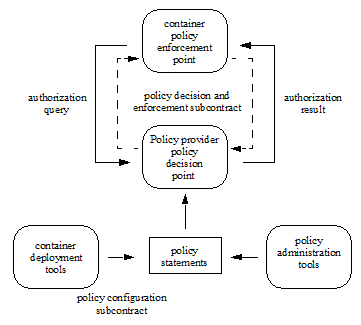 container
policy
enforcement
point
authorization
query
policy decision and
enforcement subcontract
authorization
result
Policy provider
policy
decision
point
container
deployment
tools
policy
statements
policy
administration
tools
policy configuration
subcontract